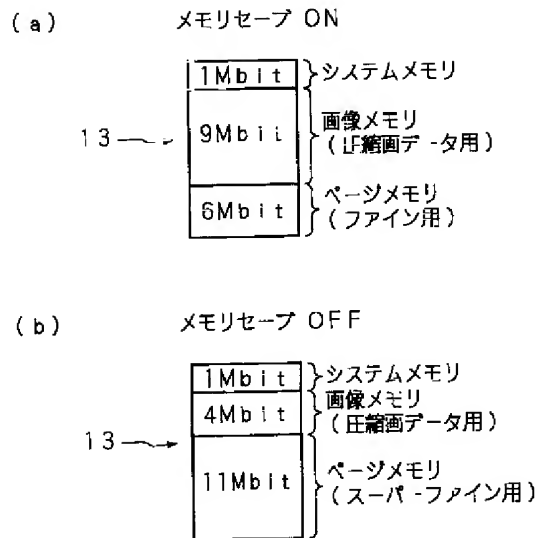 (a) メモリセーブ ON
1Mbit システムメモリ
13 9Mbit 画像メモリ
(圧縮画データ用)
6Mbit ページメモリ
(ファイン用)
(b) メモリセーブ OFF
1Mbit システムメモリ
4Mbit 画像メモリ
(圧縮画データ用)
13
11Mbit ページメモリ
(スーパーファイン用)